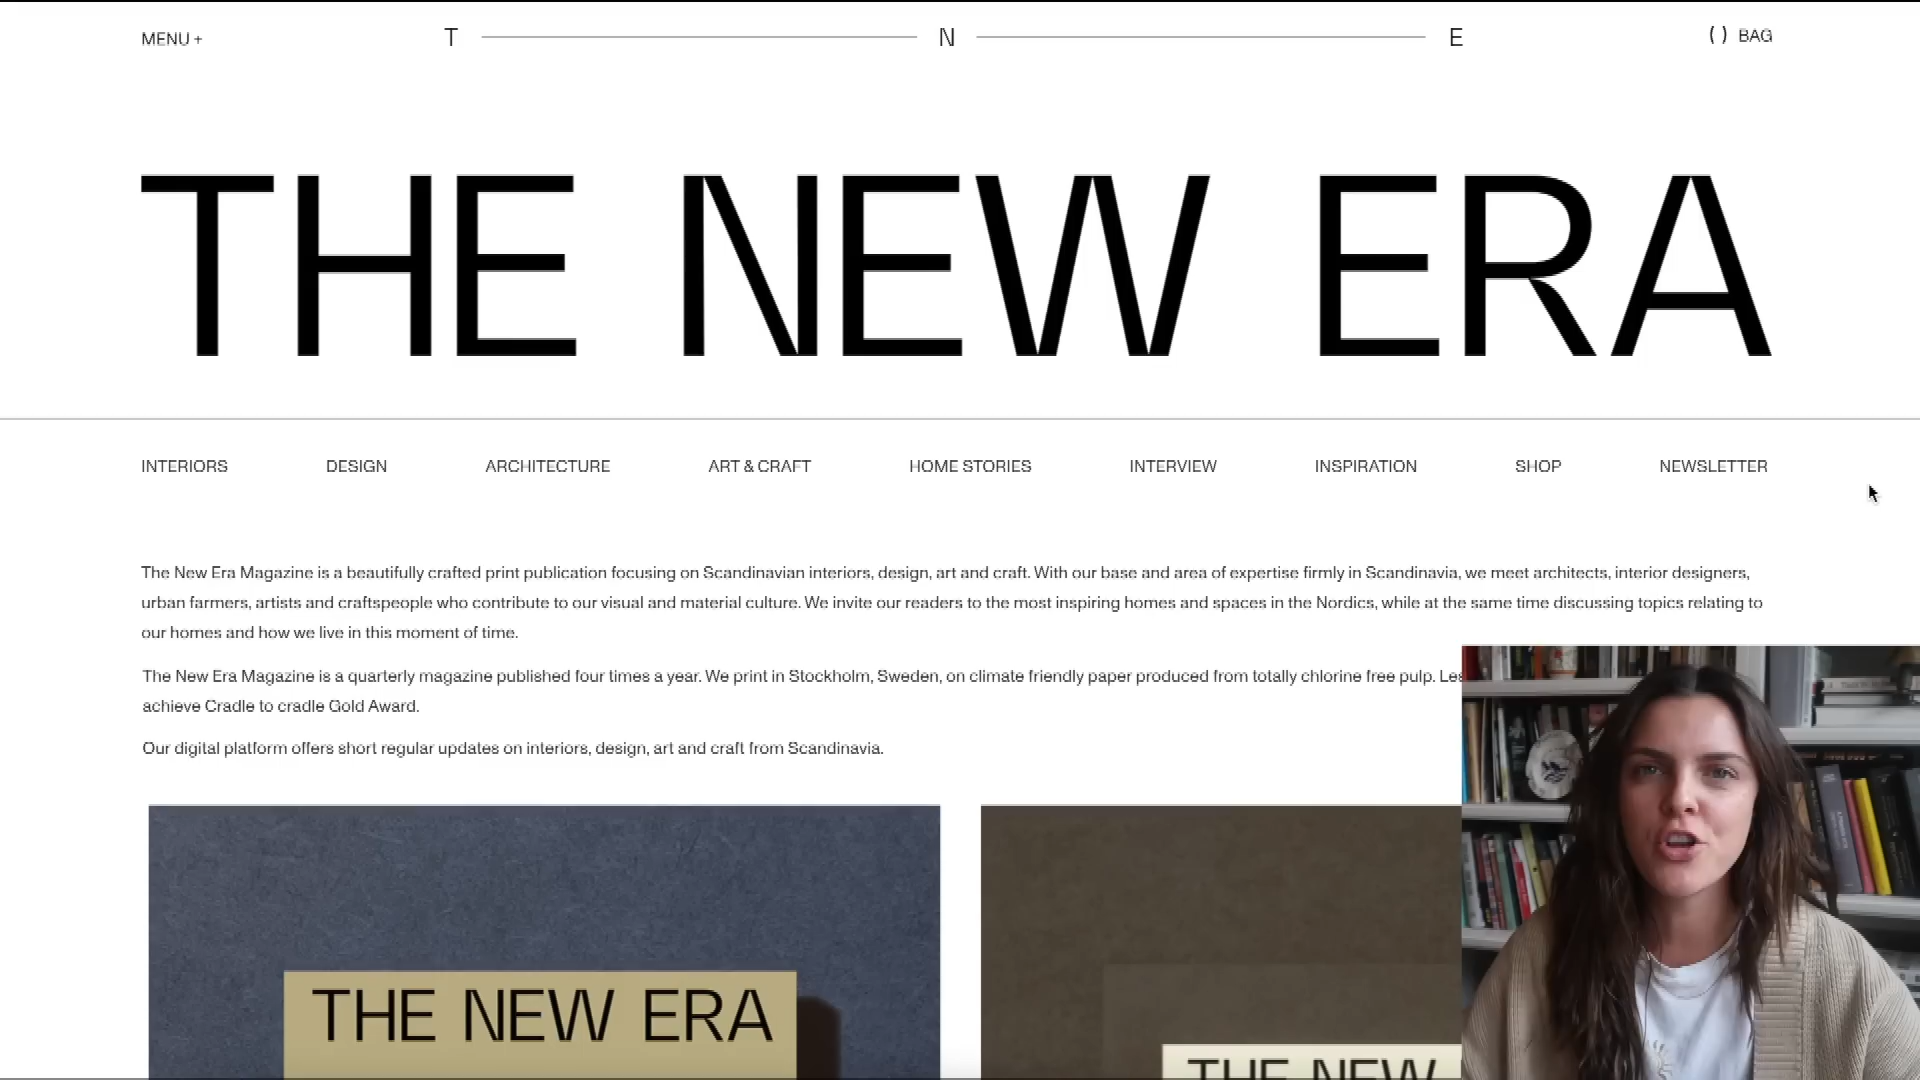 MENU +
T N E
( ) BAG
THE NEW ERA
INTERIORS DESIGN ARCHITECTURE ART & CRAFT HOME STORIES INTERVIEW INSPIRATION SHOP NEWSLETTER
The New Era Magazine is a beautifully crafted print publication focusing on Scandinavian interiors, design, art and craft. With our base and area of expertise firmly in Scandinavia, we meet architects, interior designers,
urban farmers, artists and craftspeople who contribute to our visual and material culture. We invite our readers to the most inspiring homes and spaces in the Nordics, while at the same time discussing topics relating to
our homes and how we live in this moment of time.
The New Era Magazine is a quarterly magazine published four times a year. We print in Stockholm, Sweden, on climate friendly paper produced from totally chlorine free pulp.
achieve Cradle to cradle Gold Award.
Our digital platform offers short regular updates on interiors, design, art and craft from Scandinavia.
THE NEW ERA
THE NEW